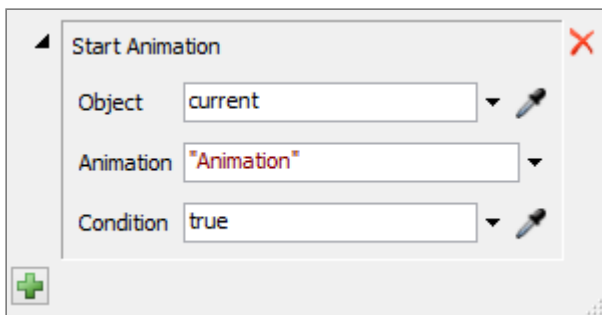 Start Animation
Object current
Animation "Animation"
Condition true